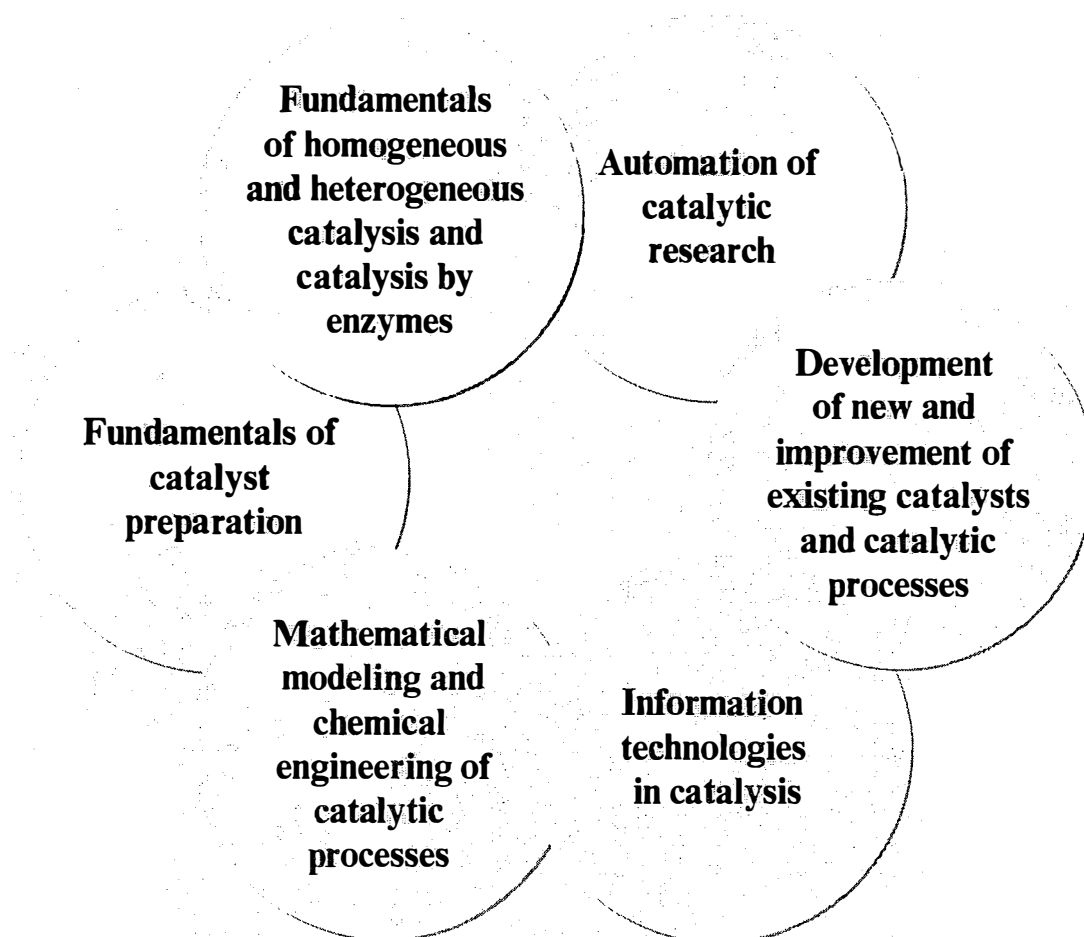 Fundamentals
of homogeneous
and heterogeneous
catalysis and
catalysis by
enzymes
Automation of
catalytic
research
Development
of new and
improvement of
existing catalysts
and catalytic
processes
Fundamentals of
catalyst
preparation
Mathematical
modeling and
chemical
engineering of
catalytic
processes
Information
technologies
in catalysis